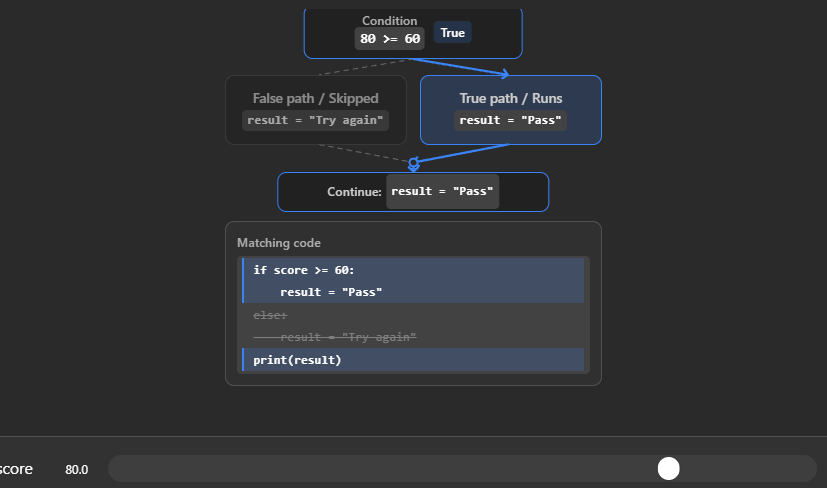 Condition
80 >= 60
True
False path / Skipped
result = "Try again"
True path / Runs
result = "Pass"
Continue: result = "Pass"
Matching code
if score >= 60:
    result = "Pass"
else:
    result = "Try again"
print(result)
score 80.0